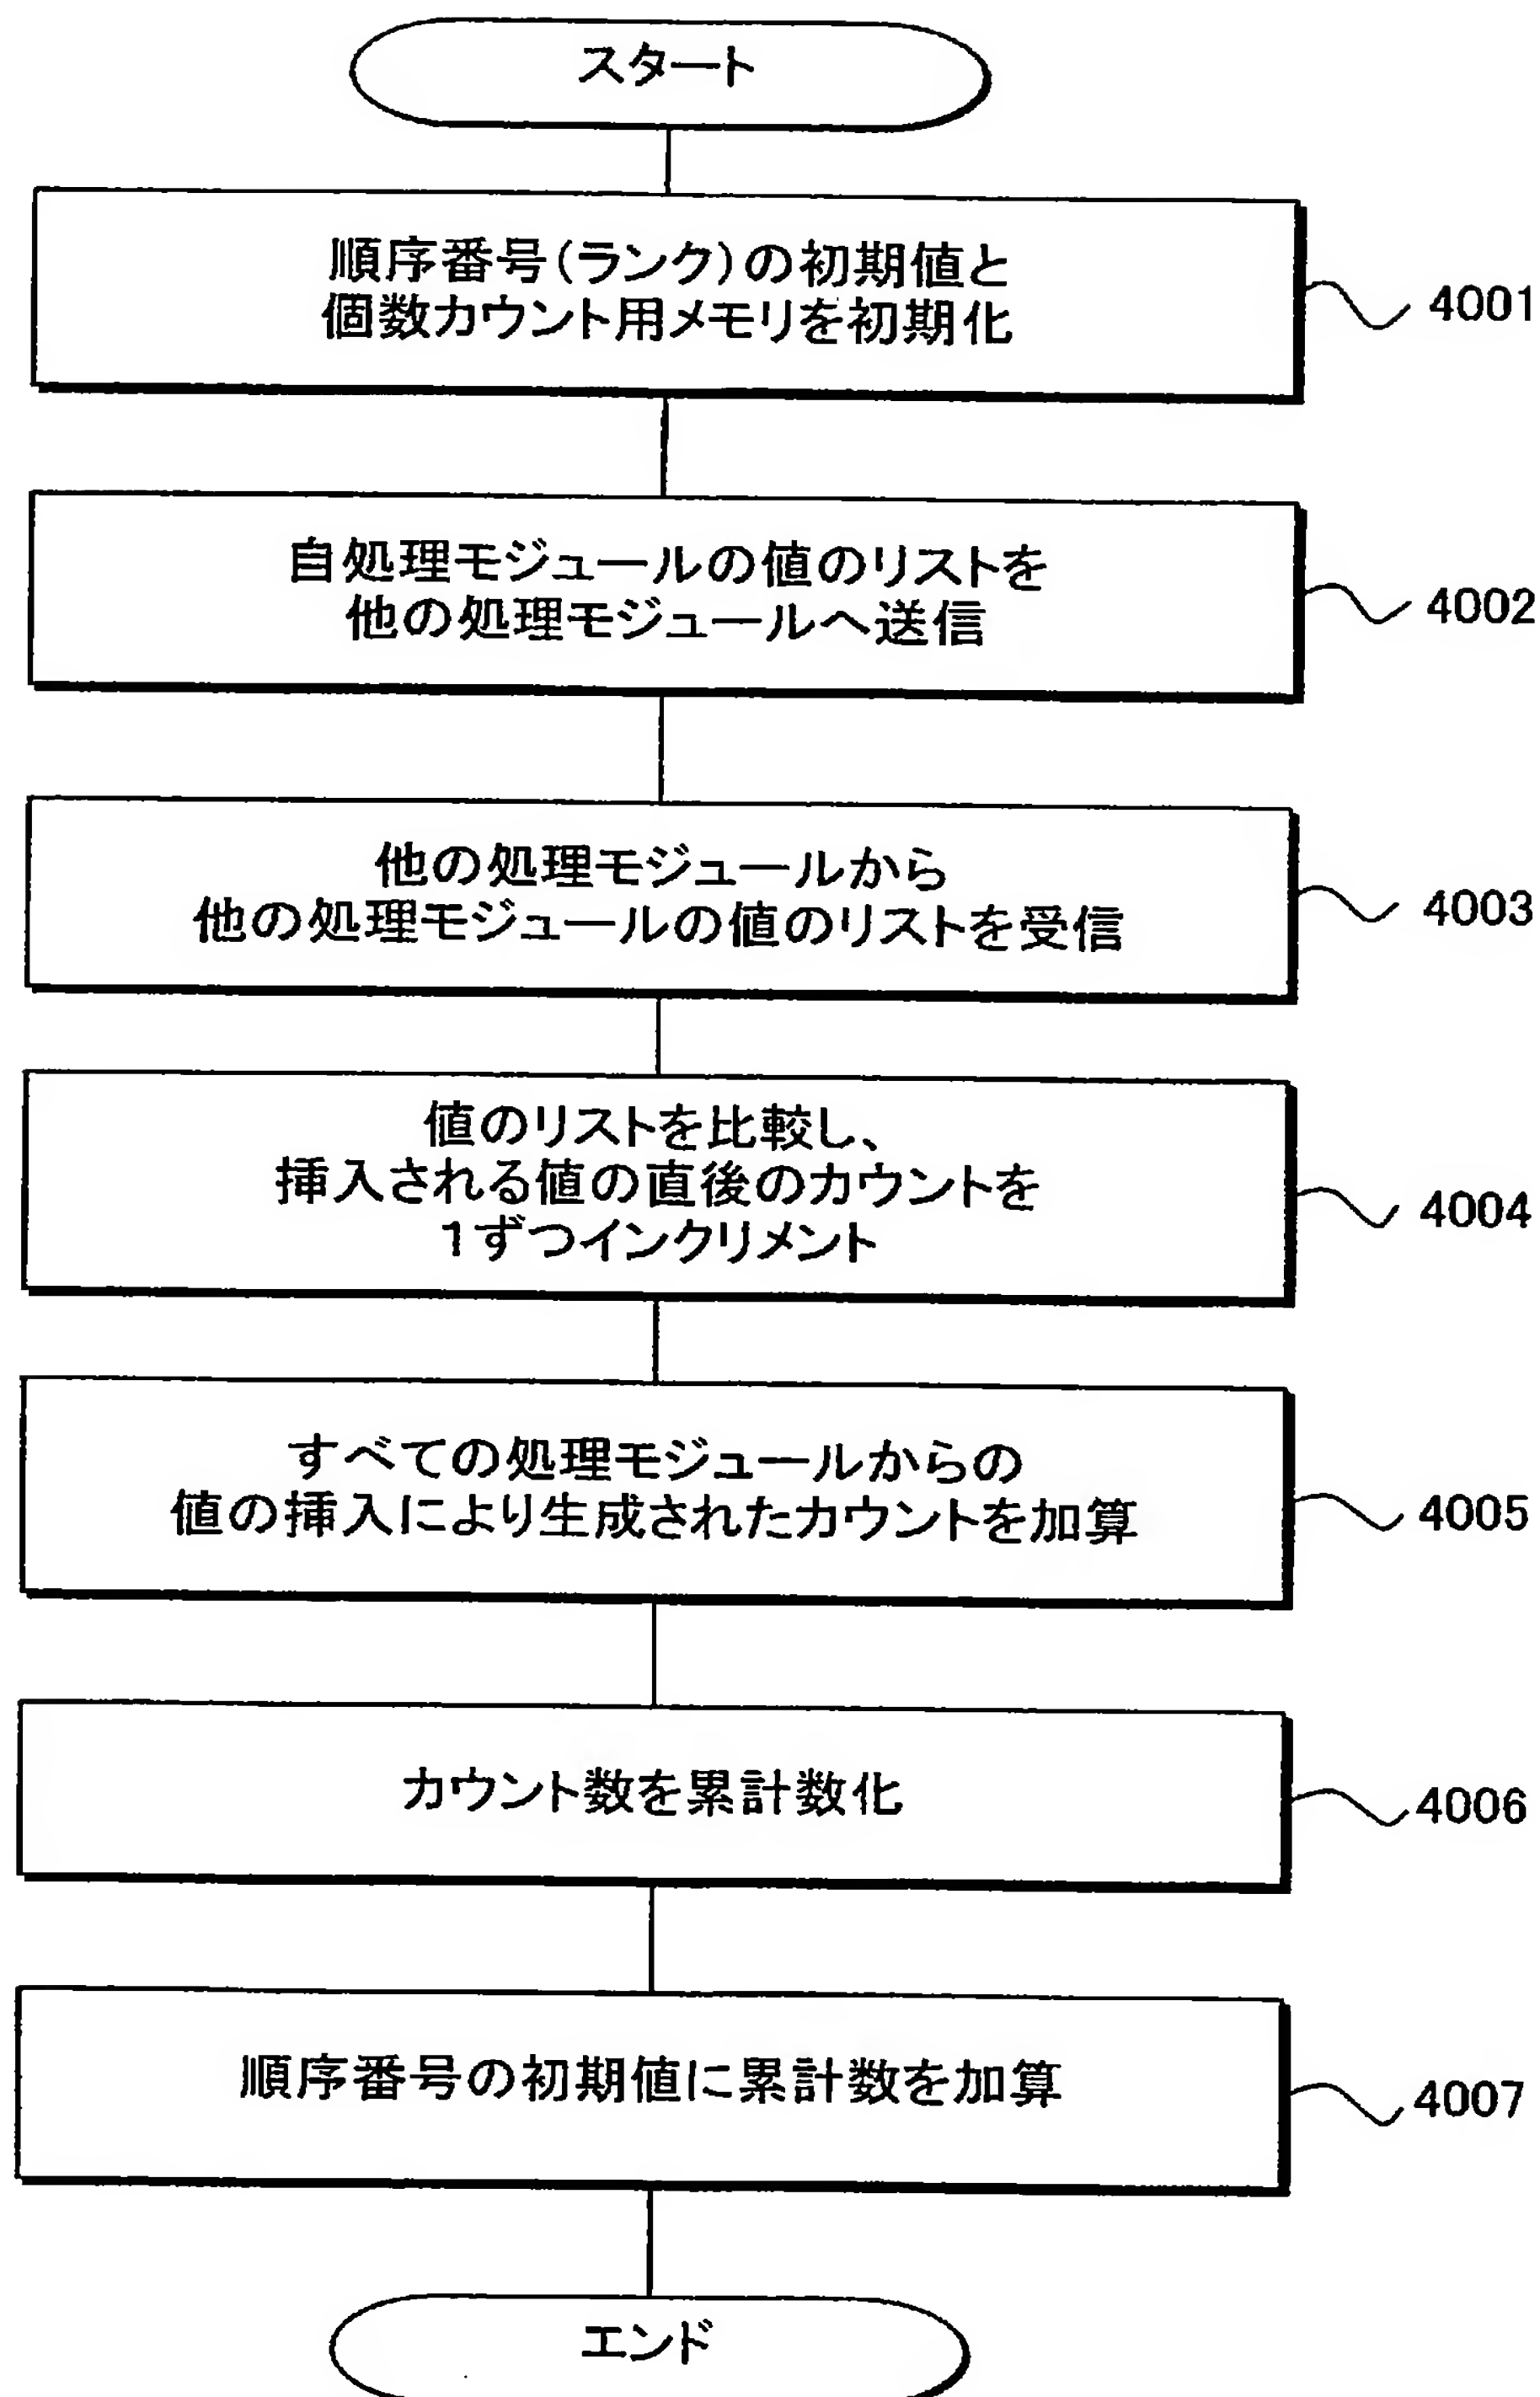 スタート
順序番号(ランク)の初期値と
個数カウント用メモリを初期化
4001
自処理モジュールの値のリストを
他の処理モジュールへ送信
4002
他の処理モジュールから
他の処理モジュールの値のリストを受信
4003
値のリストを比較し、
挿入される値の直後のカウントを
1ずつインクリメント
4004
すべての処理モジュールからの
値の挿入により生成されたカウントを加算
4005
カウント数を累計数化
4006
順序番号の初期値に累計数を加算
4007
エンド